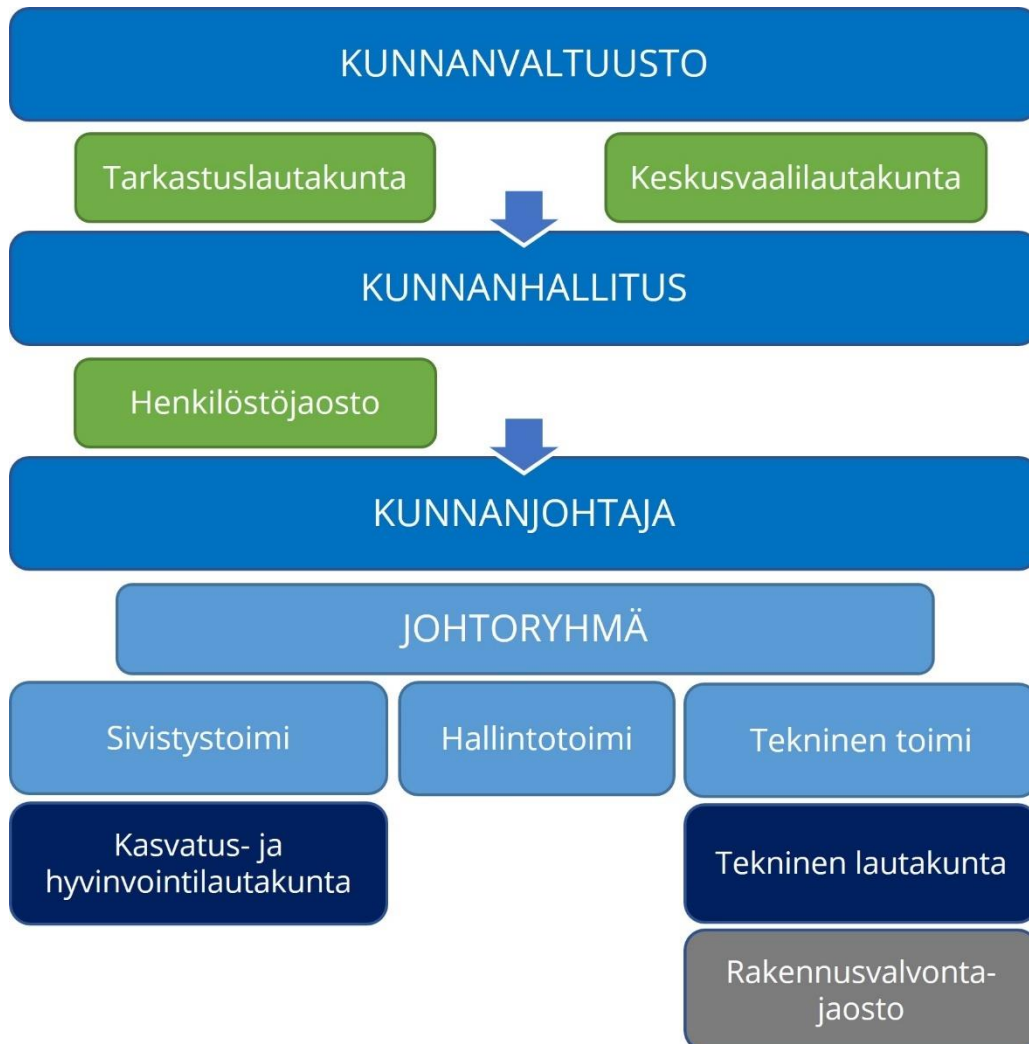 KUNNANVALTUUSTO
Tarkastuslautakunta
Keskusvaalilautakunta
KUNNANHALLITUS
Henkilöstöjaosto
KUNNANJOHTAJA
JOHTORYHMÄ
Sivistystoimi
Hallintotoimi
Tekninen toimi
Kasvatus- ja
hyvinvointilautakunta
Tekninen lautakunta
Rakennusvalvonta-
jaosto